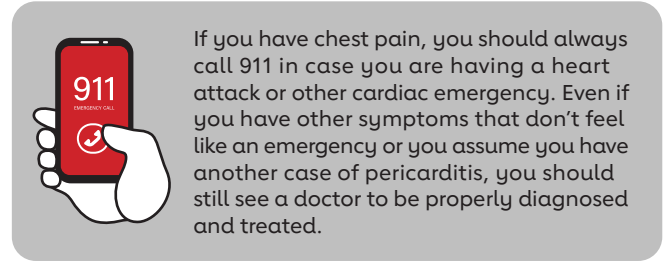 911
EMERGENCY CALL
If you have chest pain, you should always
call 911 in case you are having a heart
attack or other cardiac emergency. Even if
you have other symptoms that don't feel
like an emergency or you assume you have
another case of pericarditis, you should
still see a doctor to be properly diagnosed
and treated.